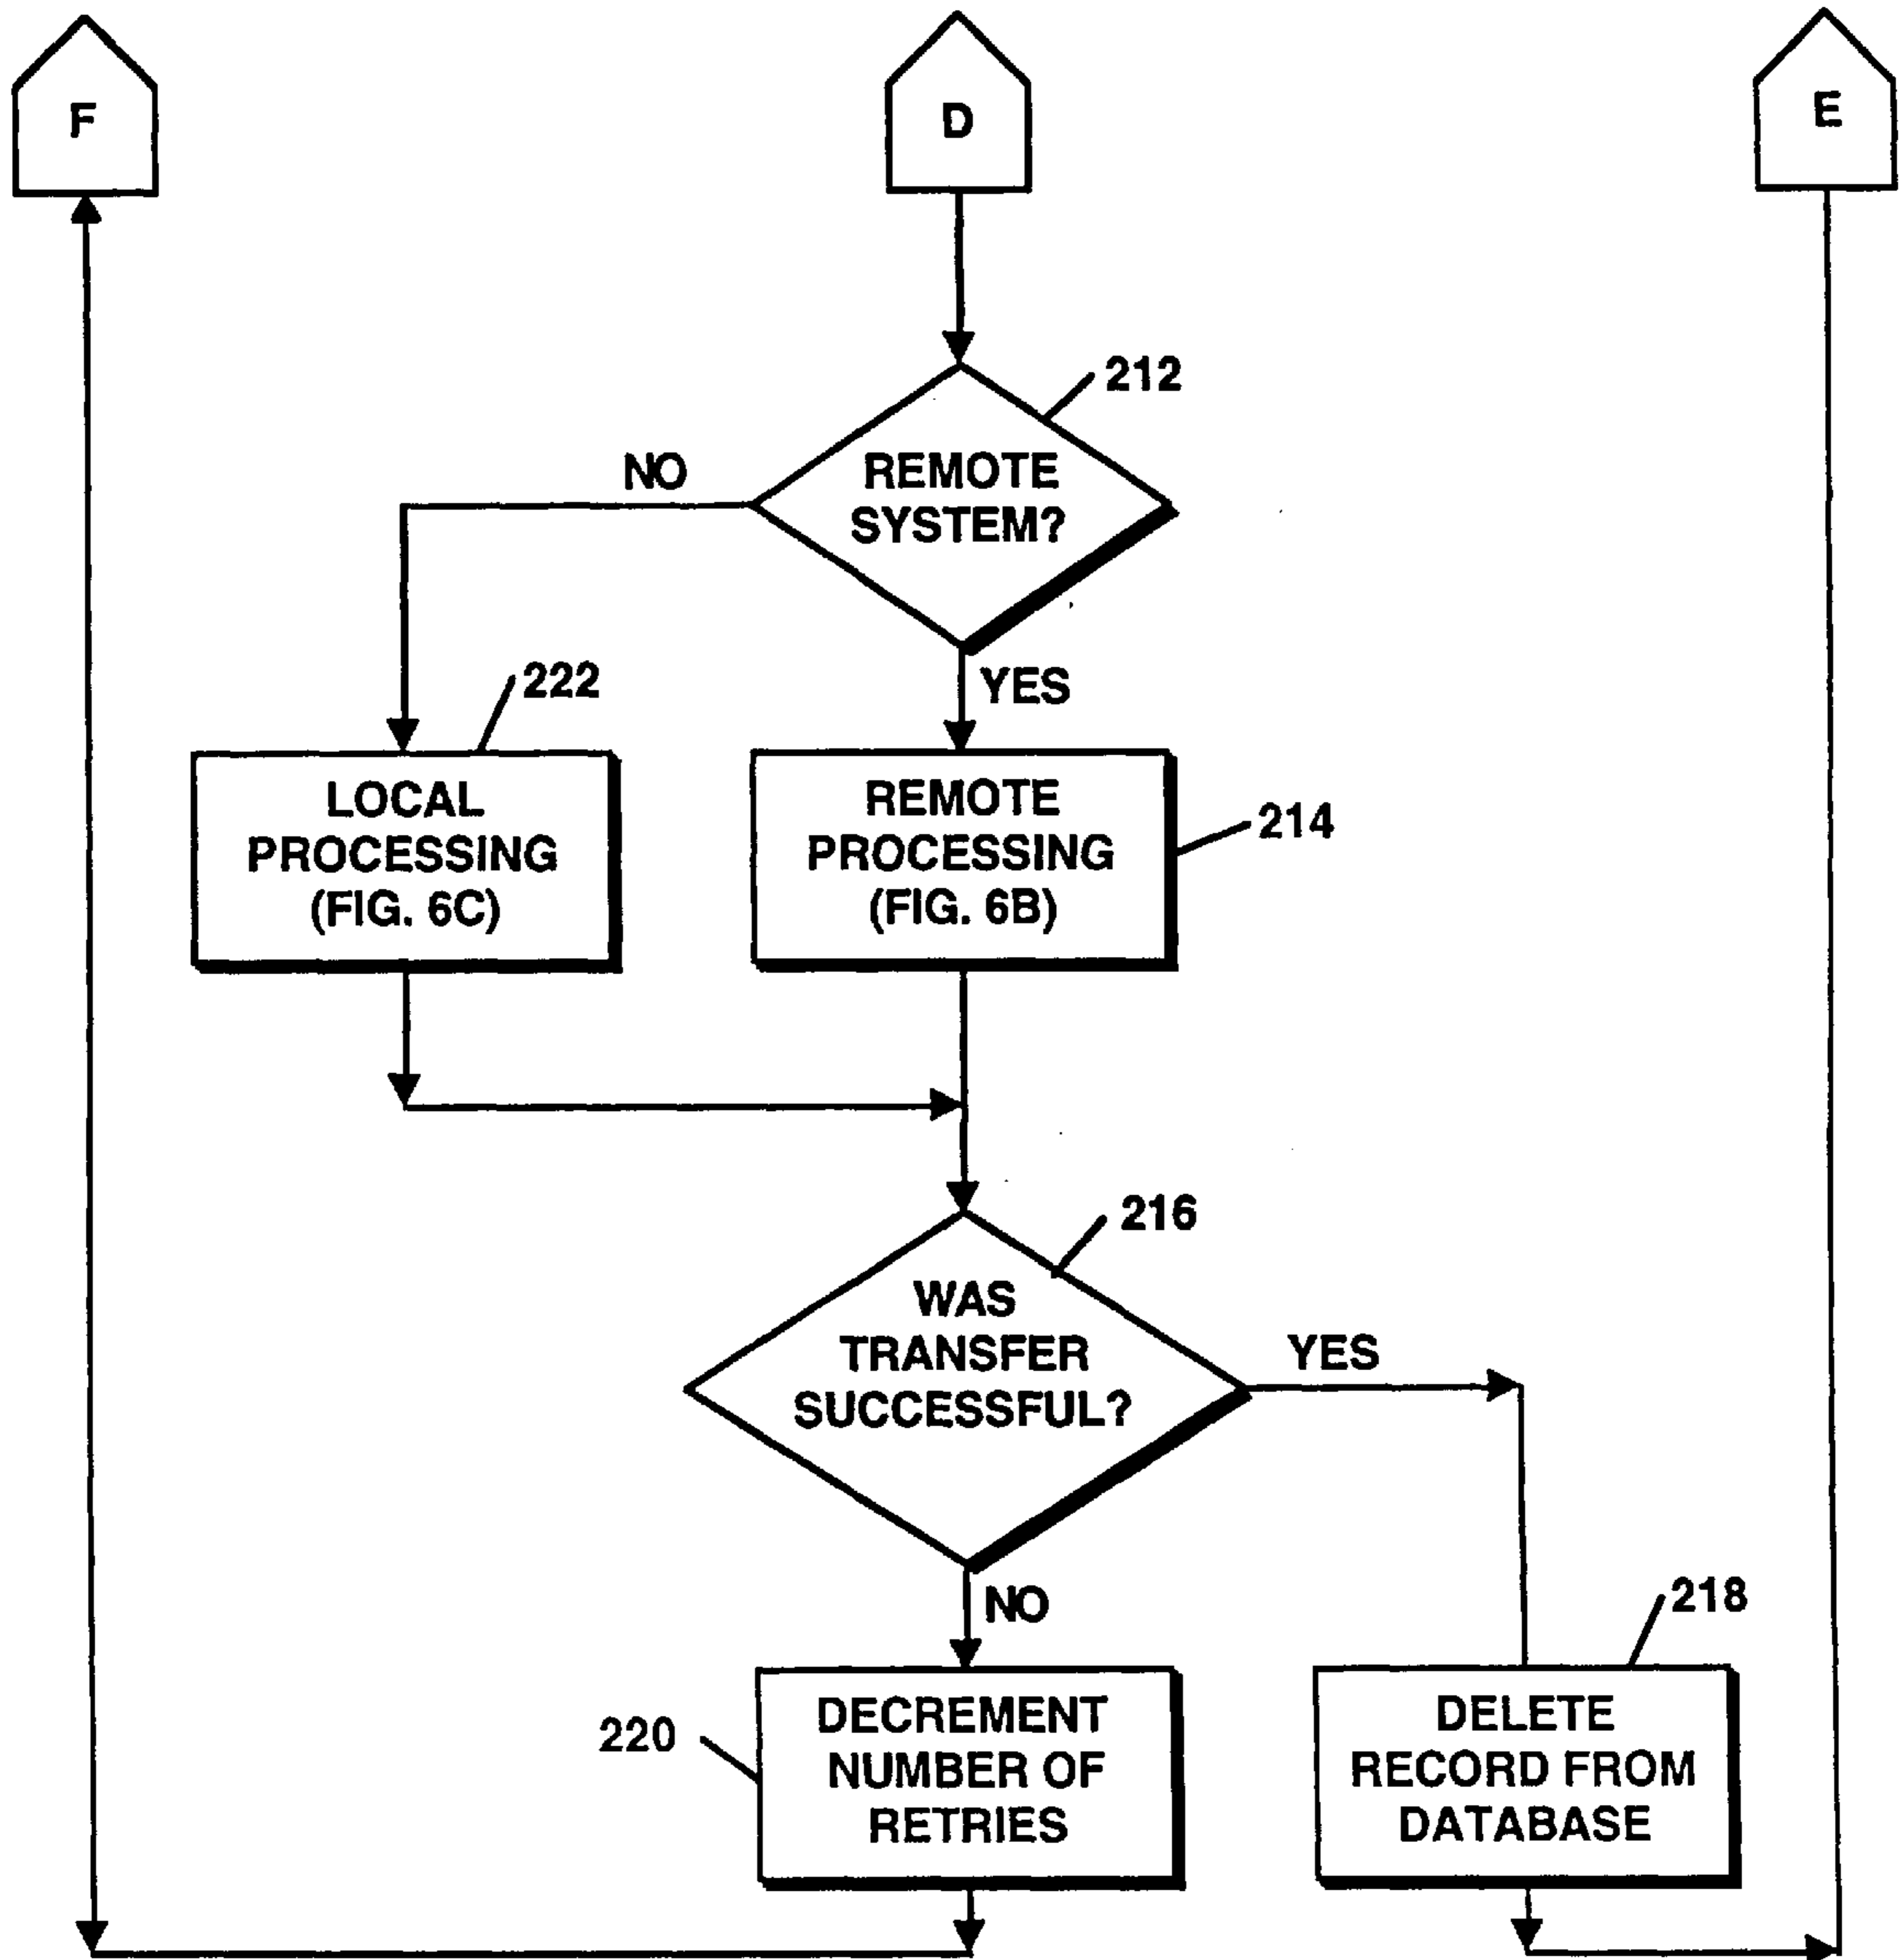 F
D
E
212
NO
REMOTE
SYSTEM?
YES
222
LOCAL
PROCESSING
(FIG. 6C)
REMOTE
PROCESSING
(FIG. 6B)
214
216
WAS
TRANSFER
SUCCESSFUL?
YES
NO
218
220
DECREMENT
NUMBER OF
RETRIES
DELETE
RECORD FROM
DATABASE